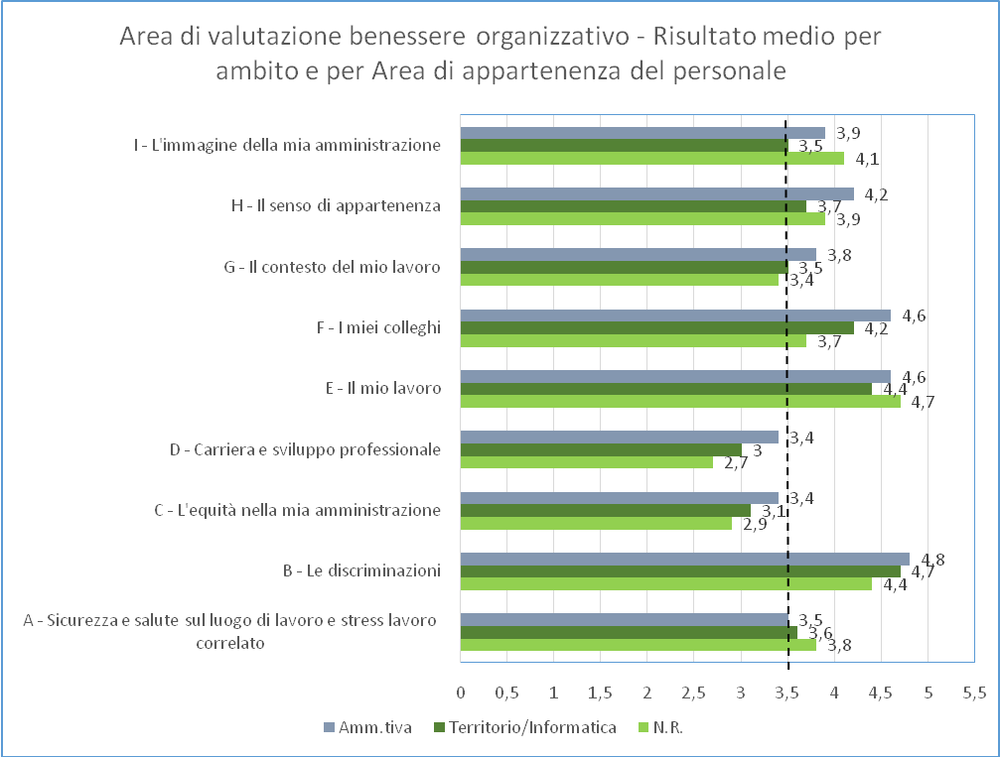 Area di valutazione benessere organizzativo - Risultato medio per
ambito e per Area di appartenenza del personale
I - L'immagine della mia amministrazione
3,9
3,5
4,1
H - Il senso di appartenenza
4,2
3,7
3,9
G - Il contesto del mio lavoro
3,8
3,5
3,4
F - I miei colleghi
4,6
4,2
3,7
E - Il mio lavoro
4,6
4,4
4,7
D - Carriera e sviluppo professionale
3,4
3
2,7
C - L'equità nella mia amministrazione
3,4
3,1
2,9
B - Le discriminazioni
4,8
4,7
4,4
A - Sicurezza e salute sul luogo di lavoro e stress lavoro
correlato
3,5
3,6
3,8
0 0,5 1 1,5 2 2,5 3 3,5 4 4,5 5 5,5
Amm.tiva Territorio/Informatica N.R.